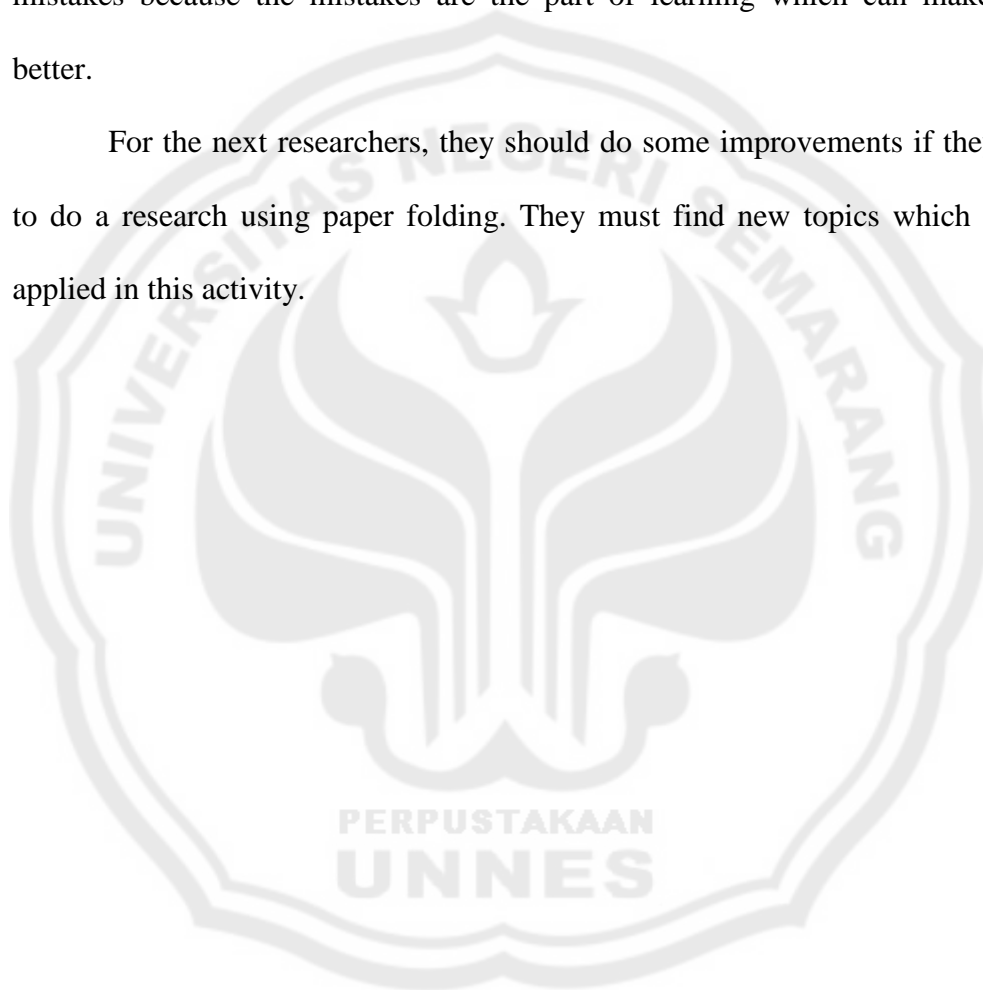 mistakes because the mistakes are the part of learning which can make
better.
For the next researchers, they should do some improvements if the
to do a research using paper folding. They must find new topics which
applied in this activity.
UNIVERSITAS NEGERI SEMARANG
PERPUSTAKAAN
UNNES